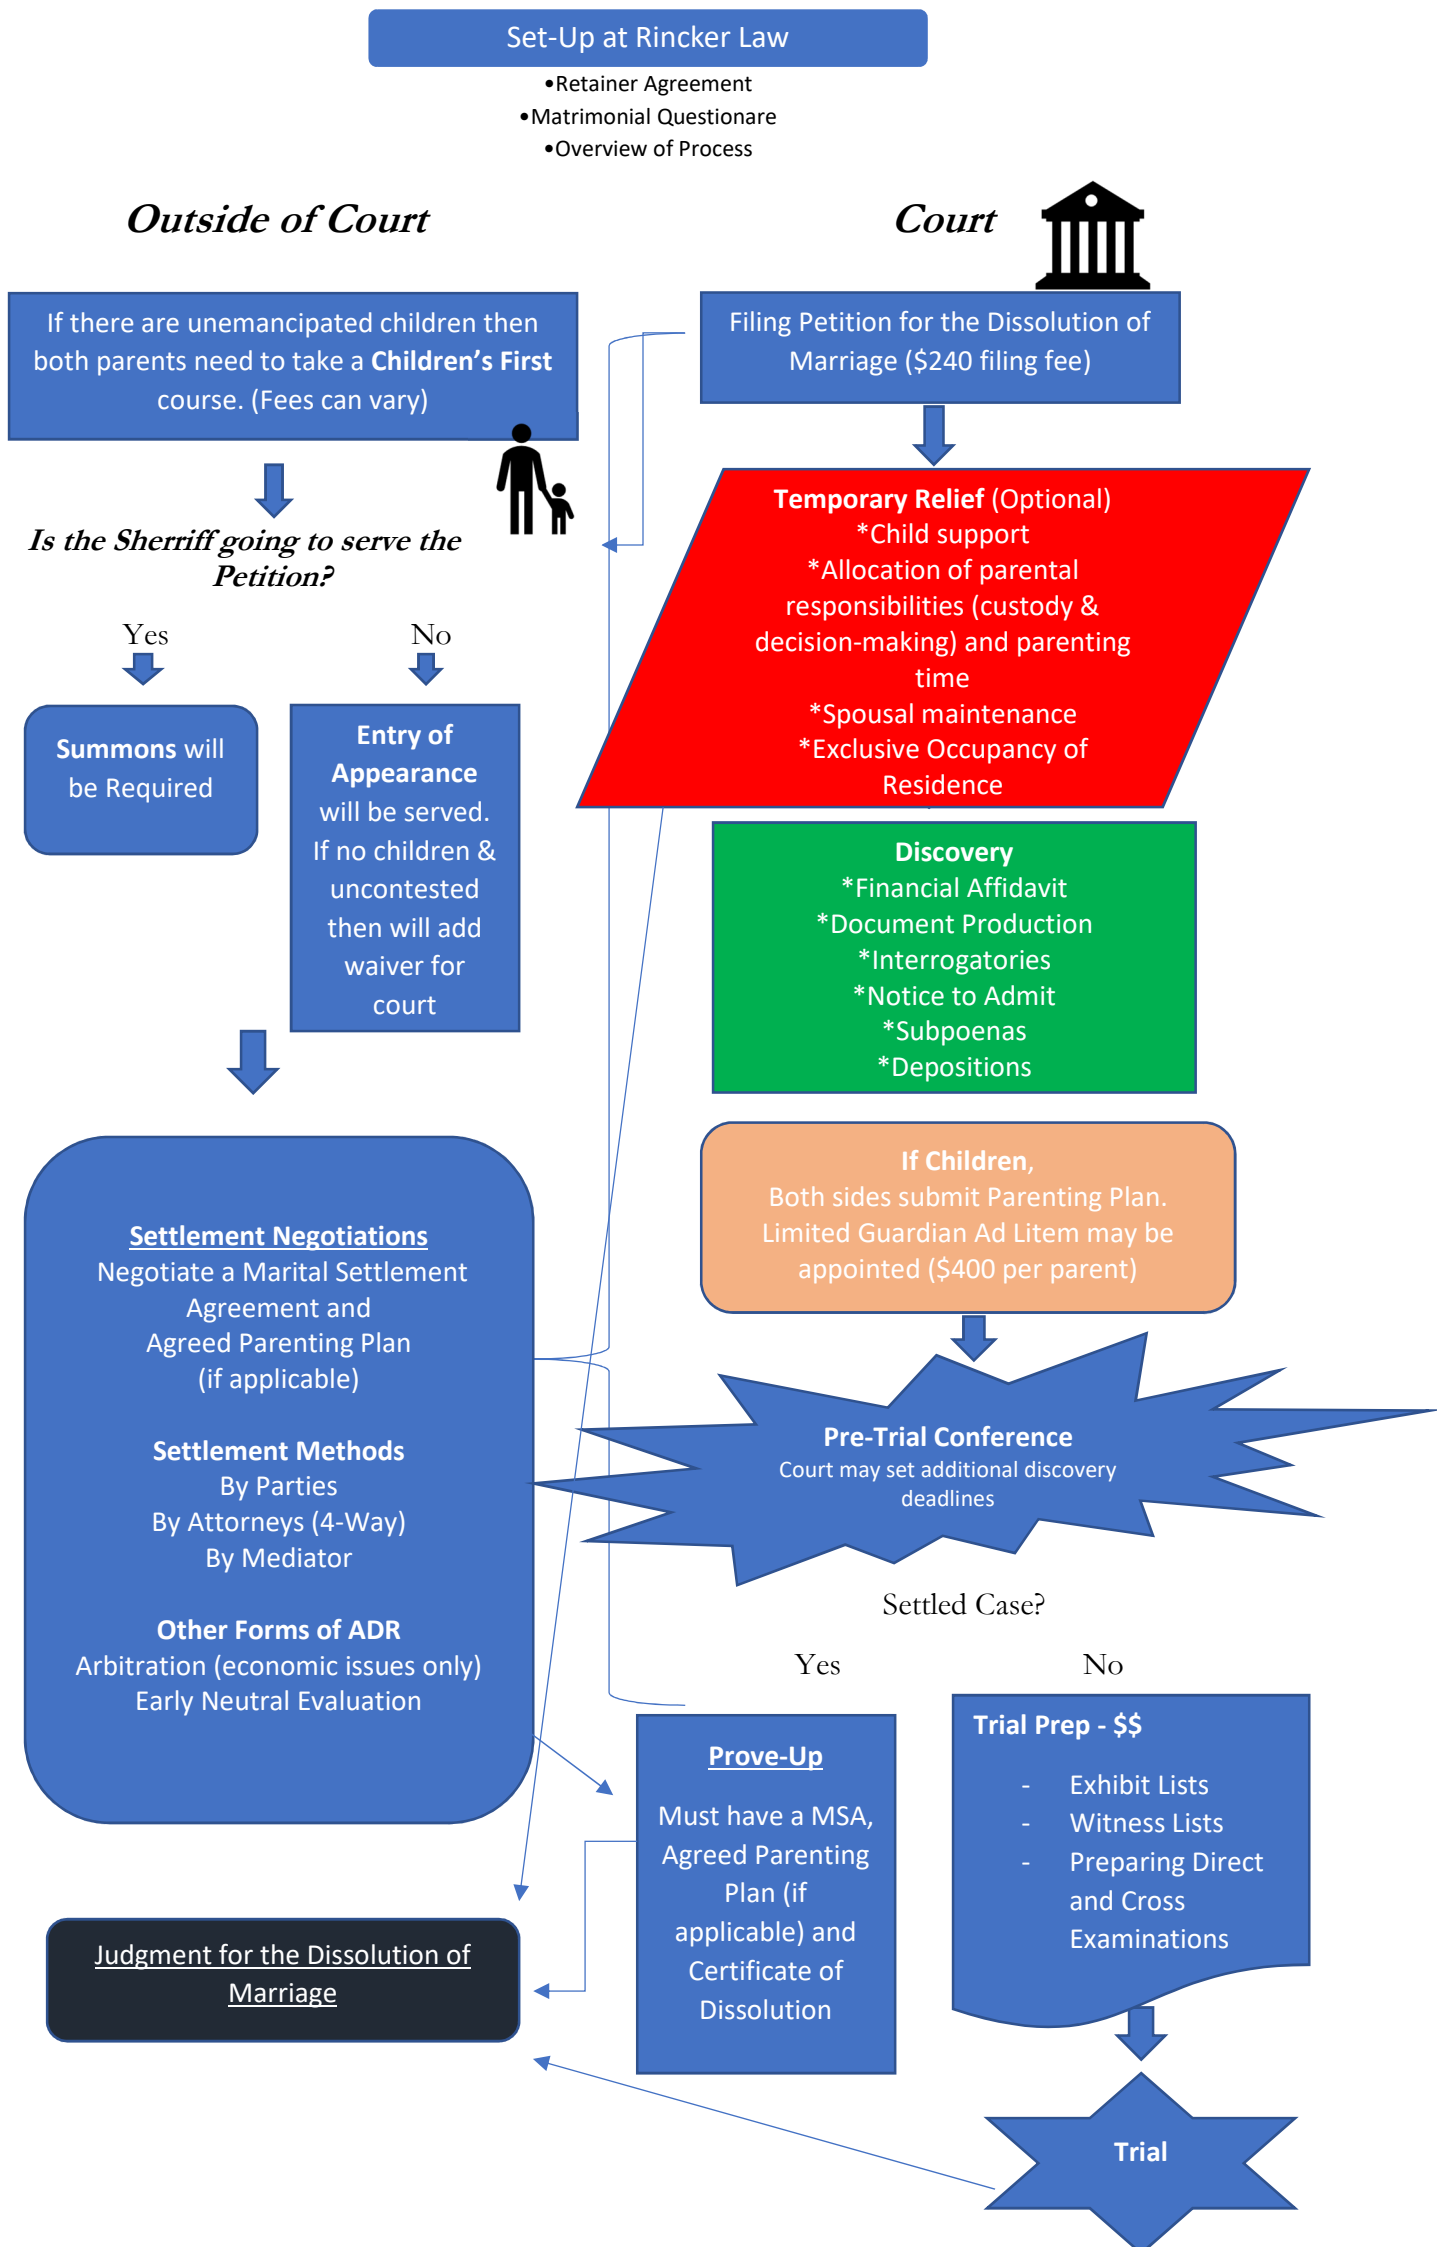 Set-Up at Rincker Law
•Retainer Agreement
•Matrimonial Questionare
•Overview of Process
Outside of Court
Court
If there are unemancipated children then
both parents need to take a Children's First
course. (Fees can vary)
Is the Sherriff going to serve the
Petition?
Yes
No
Summons will
be Required
Entry of
Appearance
will be served.
If no children &
uncontested
then will add
waiver for
court
Settlement Negotiations
Negotiate a Marital Settlement
Agreement and
Agreed Parenting Plan
(if applicable)
Settlement Methods
By Parties
By Attorneys (4-Way)
By Mediator
Other Forms of ADR
Arbitration (economic issues only)
Early Neutral Evaluation
Judgment for the Dissolution of
Marriage
Filing Petition for the Dissolution of
Marriage ($240 filing fee)
Temporary Relief (Optional)
*Child support
*Allocation of parental
responsibilities (custody &
decision-making) and parenting
time
*Spousal maintenance
*Exclusive Occupancy of
Residence
Discovery
*Financial Affidavit
*Document Production
*Interrogatories
*Notice to Admit
*Subpoenas
*Depositions
If Children,
Both sides submit Parenting Plan.
Limited Guardian Ad Litem may be
appointed ($400 per parent)
Pre-Trial Conference
Court may set additional discovery
deadlines
Settled Case?
Yes
No
Prove-Up
Must have a MSA,
Agreed Parenting
Plan (if
applicable) and
Certificate of
Dissolution
Trial Prep - $$
- Exhibit Lists
- Witness Lists
- Preparing Direct
and Cross
Examinations
Trial